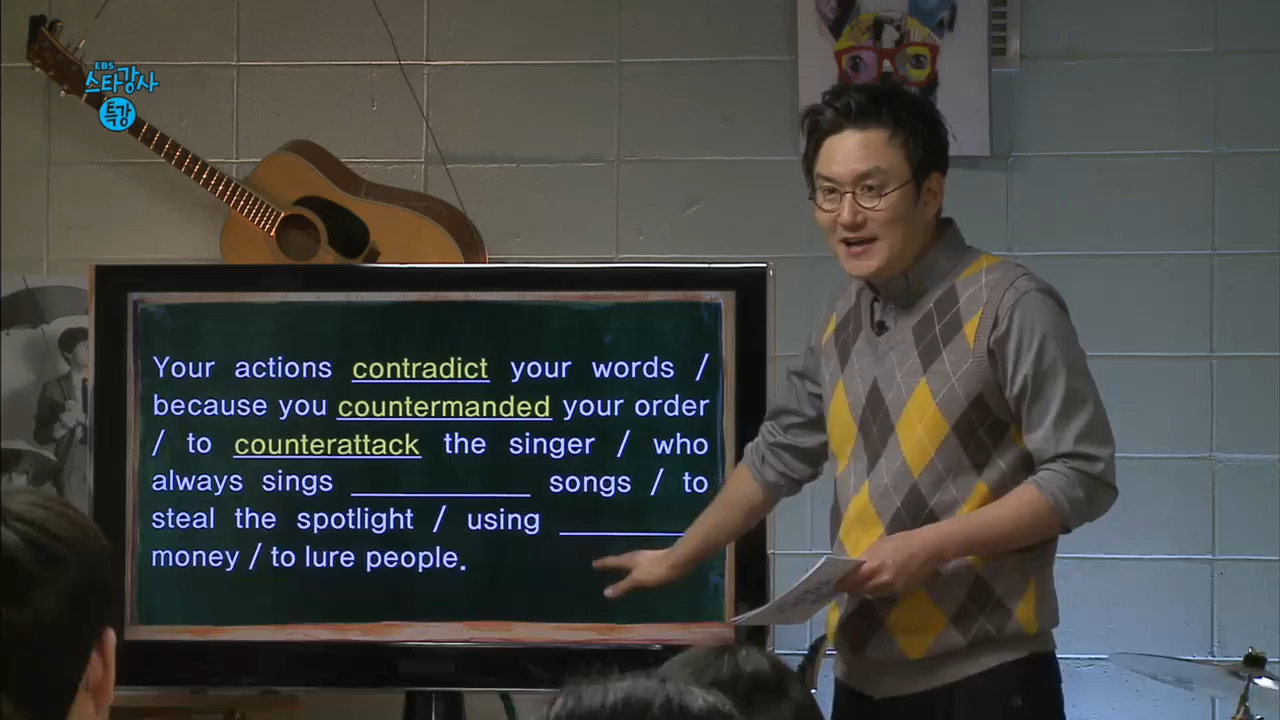 EBS
스타강사
특강
Your actions contradict your words /
because you countermanded your order
/ to counterattack the singer / who
always sings __________ songs / to
steal the spotlight / using _______
money / to lure people.